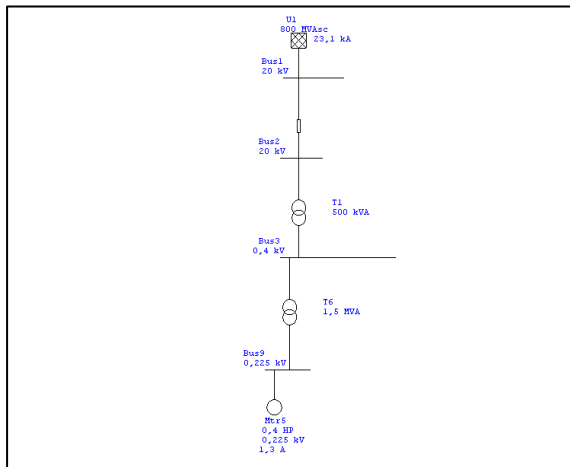 U1
800 MVAsc
23,1 kA
Bus1
20 kV
Bus2
20 kV
T1
500 kVA
Bus3
0,4 kV
T6
1,5 MVA
Bus9
0,225 kV
Mtr5
0,4 HP
0,225 kV
1,3 A